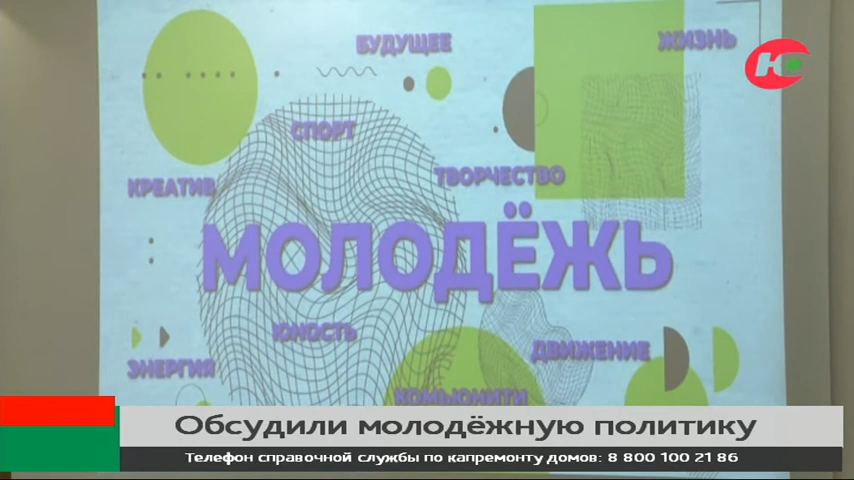 БУДУЩЕЕ
ЖИЗНЬ
СПОРТ
КРЕАТИВ
ТВОРЧЕСТВО
МОЛОДЁЖЬ
ЮНОСТЬ
ЭНЕРГИЯ
ДВИЖЕНИЕ
КОМЬЮНИТИ
Обсудили молодёжную политику
Телефон справочной службы по капремонту домов: 8 800 100 21 86